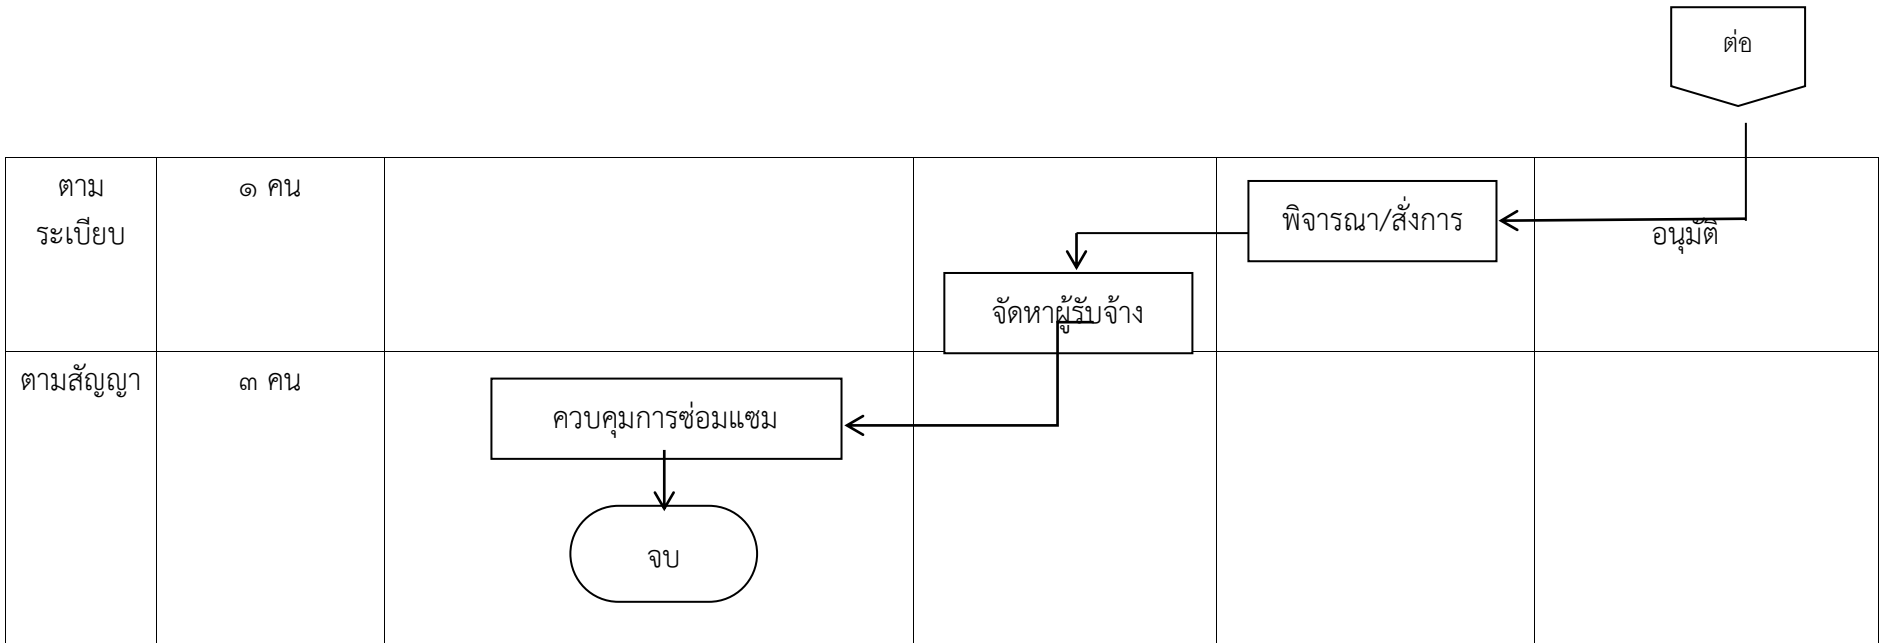 ต่อ
ตาม
ระเบียบ
๑ คน
พิจารณา/สั่งการ
อนุมัติ
จัดหาผู้รับจ้าง
ตามสัญญา
๓ คน
ควบคุมการซ่อมแซม
จบ